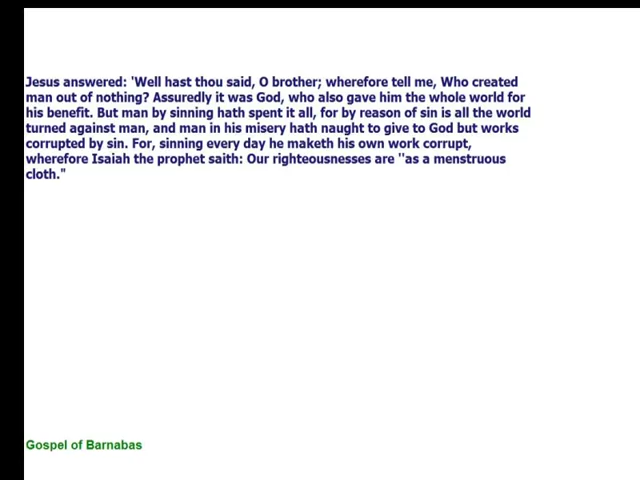 Jesus answered: 'Well hast thou said, O brother; wherefore tell me, Who created
man out of nothing? Assuredly it was God, who also gave him the whole world for
his benefit. But man by sinning hath spent it all, for by reason of sin is all the world
turned against man, and man in his misery hath naught to give to God but works
corrupted by sin. For, sinning every day he maketh his own work corrupt,
wherefore Isaiah the prophet saith: Our righteousnesses are ''as a menstruous
cloth."
Gospel of Barnabas